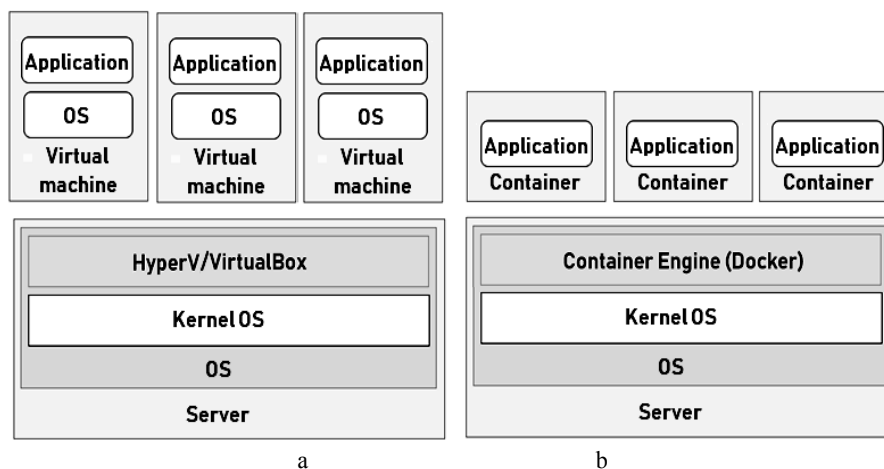 Application
OS
Virtual
machine
Application
OS
Virtual
machine
Application
OS
Virtual
machine
HyperV/VirtualBox
Kernel OS
OS
Server
a
Application
Container
Application
Container
Application
Container
Container Engine (Docker)
Kernel OS
OS
Server
b